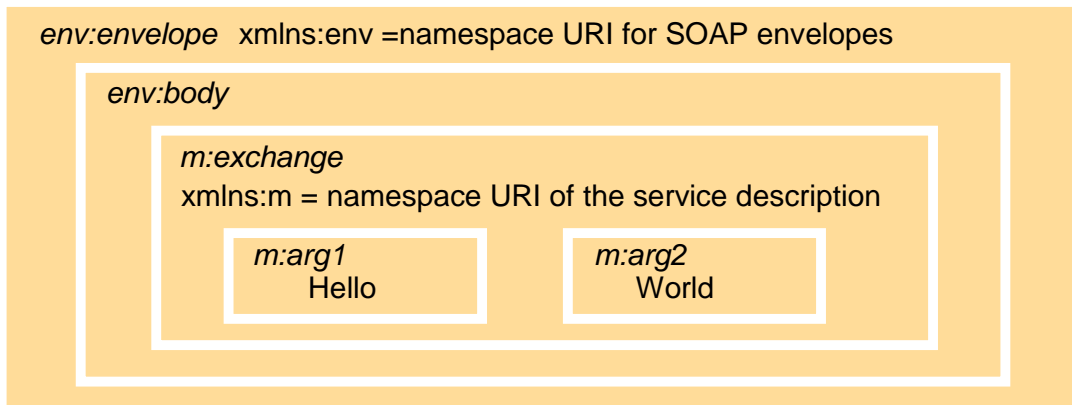 env:envelope xmlns:env =namespace URI for SOAP envelopes
env:body
m:exchange
xmlns:m = namespace URI of the service description
m:arg1
Hello
m:arg2
World